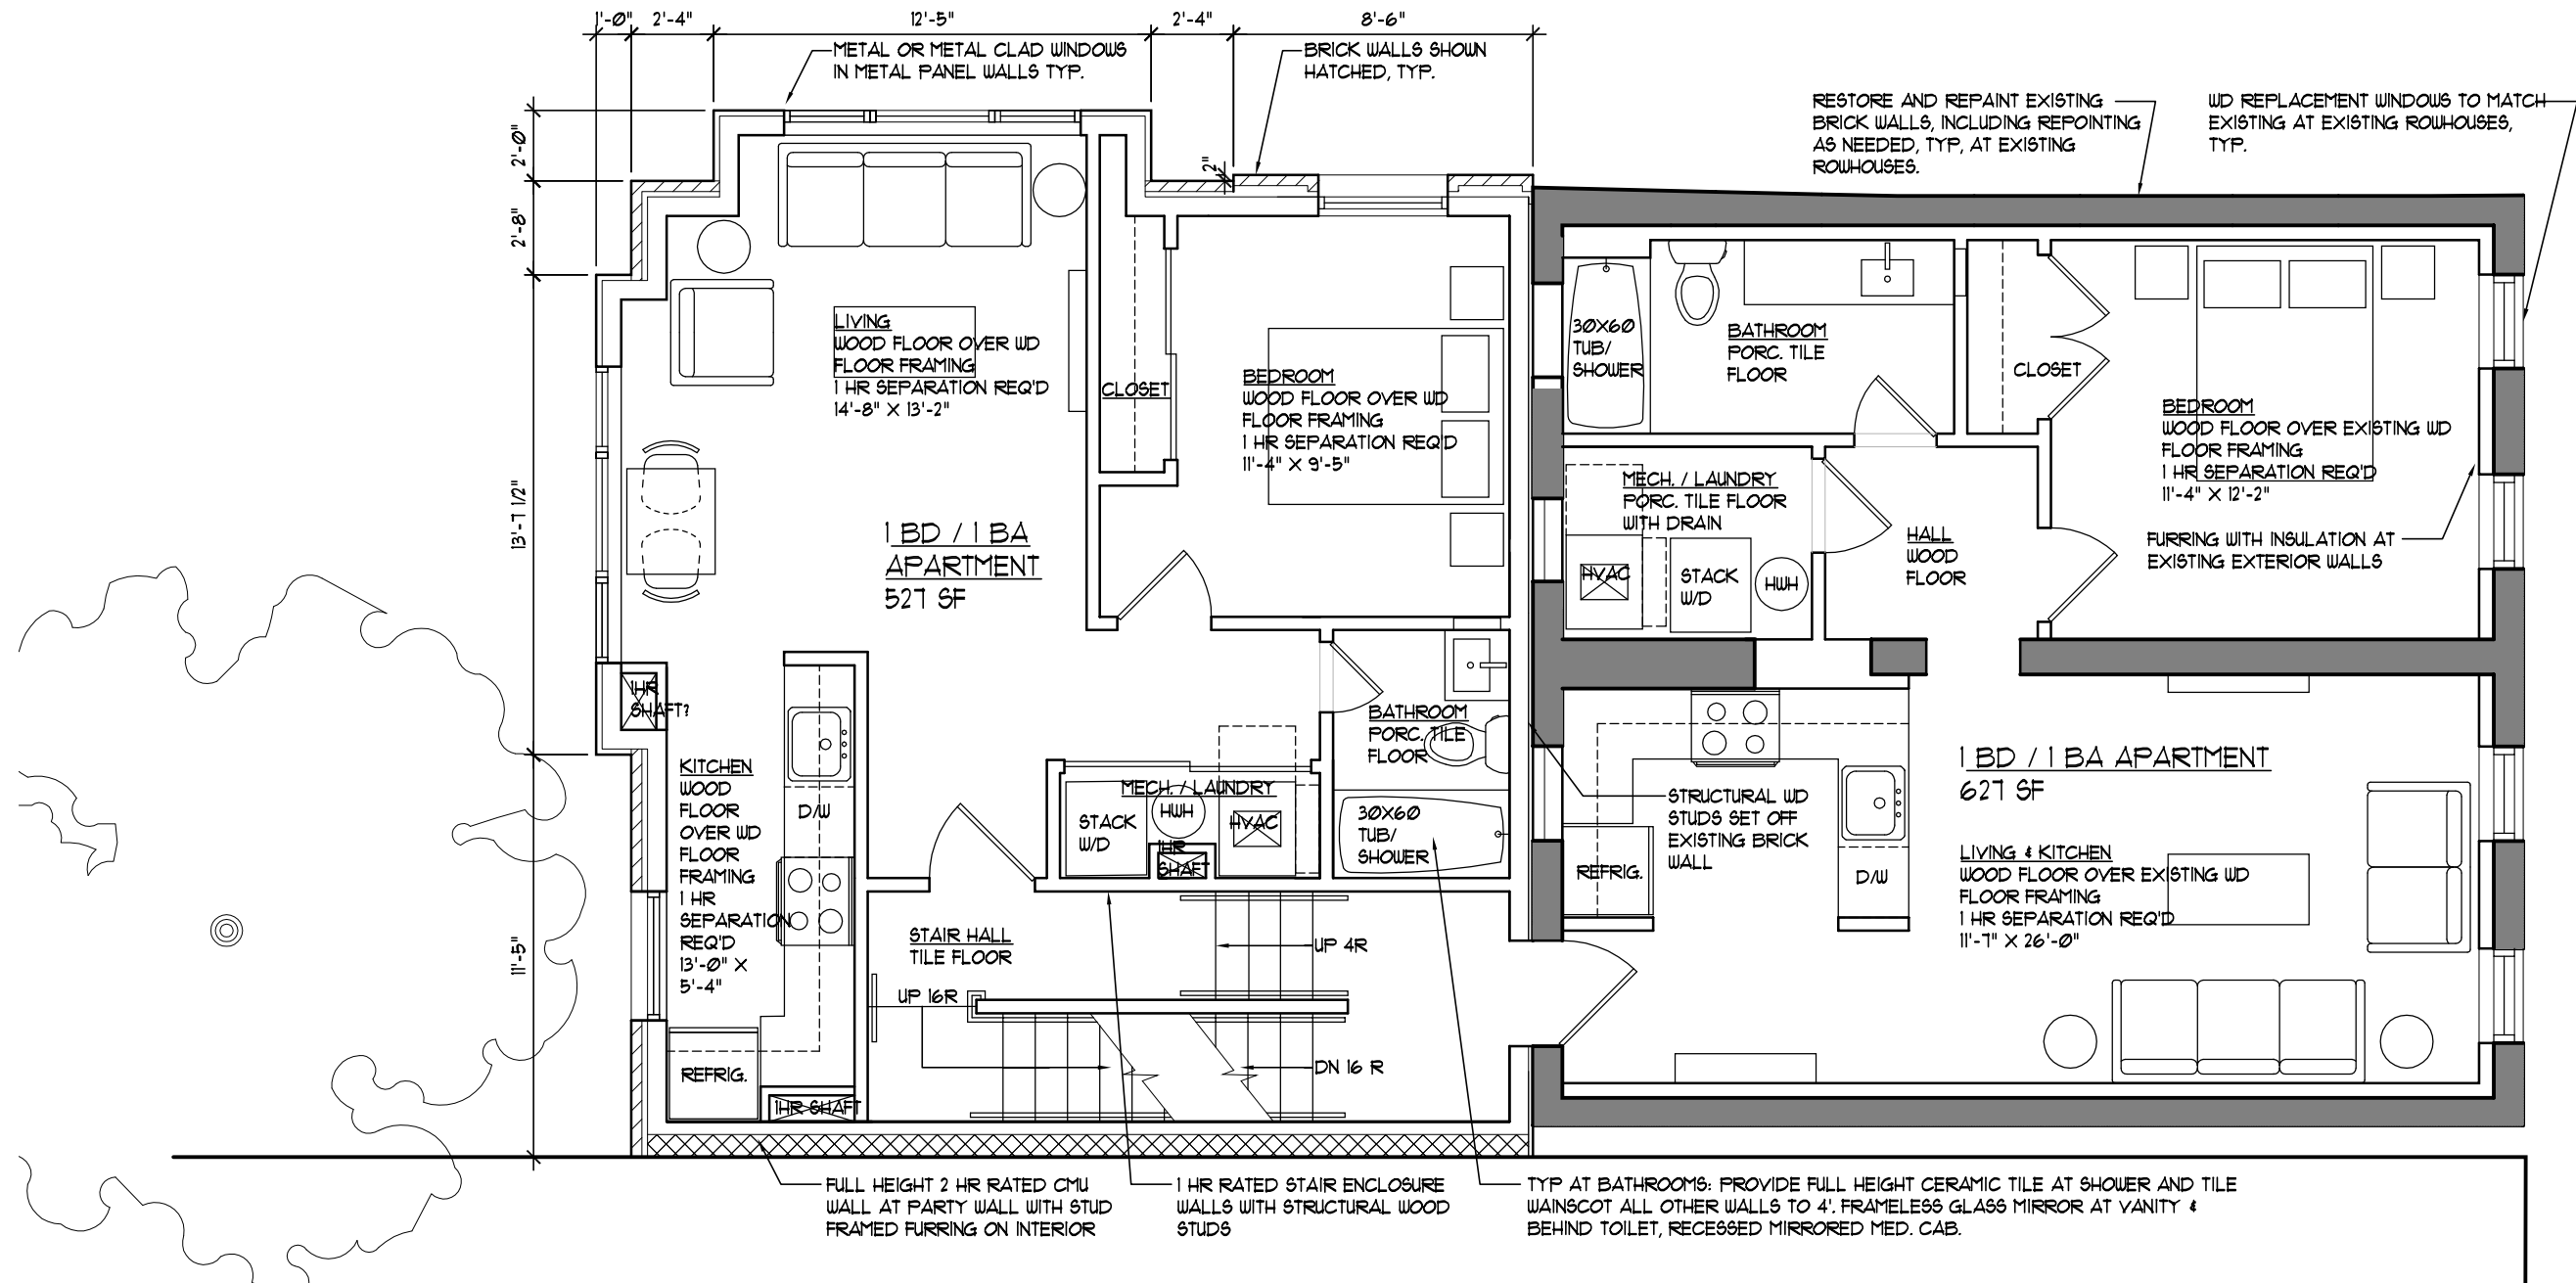 1'-0" 2'-4" 12'-5" 2'-4" 8'-6"
METAL OR METAL CLAD WINDOWS
IN METAL PANEL WALLS TYP.
BRICK WALLS SHOWN
HATCHED, TYP.
RESTORE AND REPAINT EXISTING
BRICK WALLS, INCLUDING REPOINTING
AS NEEDED, TYP, AT EXISTING
ROWHOUSES.
WD REPLACEMENT WINDOWS TO MATCH
EXISTING AT EXISTING ROWHOUSES,
TYP.
2'-0"
2'-8"
13'-7 1/2"
11'-5"
2"
LIVING
WOOD FLOOR OVER WD
FLOOR FRAMING
1 HR SEPARATION REQ'D
14'-8" X 13'-2"
CLOSET
BEDROOM
WOOD FLOOR OVER WD
FLOOR FRAMING
1 HR SEPARATION REQ'D
11'-4" X 9'-5"
30X60
TUB/
SHOWER
BATHROOM
PORC. TILE
FLOOR
CLOSET
BEDROOM
WOOD FLOOR OVER EXISTING WD
FLOOR FRAMING
1 HR SEPARATION REQ'D
11'-4" X 12'-2"
MECH. / LAUNDRY
PORC. TILE FLOOR
WITH DRAIN
HVAC
STACK
W/D
HWH
HALL
WOOD
FLOOR
FURRING WITH INSULATION AT
EXISTING EXTERIOR WALLS
1 BD / 1 BA
APARTMENT
527 SF
1HR
SHAFT?
KITCHEN
WOOD
FLOOR
OVER WD
FLOOR
FRAMING
1 HR
SEPARATION
REQ'D
13'-0" X
5'-4"
D/W
REFRIG.
1HR SHAFT
BATHROOM
PORC. TILE
FLOOR
MECH. / LAUNDRY
STACK
W/D
HWH
HVAC
1HR
SHAFT
30X60
TUB/
SHOWER
STAIR HALL
TILE FLOOR
UP 4R
UP 16R
DN 16 R
STRUCTURAL WD
STUDS SET OFF
EXISTING BRICK
WALL
REFRIG.
D/W
1 BD / 1 BA APARTMENT
627 SF
LIVING & KITCHEN
WOOD FLOOR OVER EXISTING WD
FLOOR FRAMING
1 HR SEPARATION REQ'D
11'-7" X 26'-0"
FULL HEIGHT 2 HR RATED CMU
WALL AT PARTY WALL WITH STUD
FRAMED FURRING ON INTERIOR
1 HR RATED STAIR ENCLOSURE
WALLS WITH STRUCTURAL WOOD
STUDS
TYP AT BATHROOMS: PROVIDE FULL HEIGHT CERAMIC TILE AT SHOWER AND TILE
WAINSCOT ALL OTHER WALLS TO 4'. FRAMELESS GLASS MIRROR AT VANITY &
BEHIND TOILET, RECESSED MIRRORED MED. CAB.